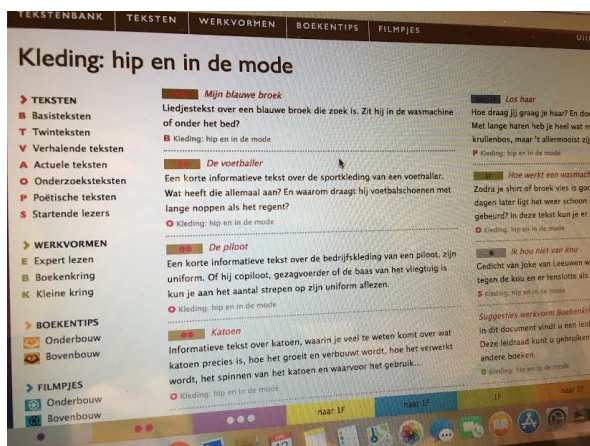 TEKSTENBANK TEKSTEN WERKVORMEN BOEKENTIPS FILMPJES
Kleding: hip en in de mode
TEKSTEN
B Basisteksten
T Twinteksten
V Verhalende teksten
A Actuele teksten
O Onderzoeksteksten
P Poëtische teksten
S Startende lezers
WERKVORMEN
E Expert lezen
B Boekenkring
K Kleine kring
BOEKENTIPS
Onderbouw
Bovenbouw
FILMPJES
Onderbouw
Bovenbouw
Mijn blauwe broek
Liedjestekst over een blauwe broek die zoek is. Zit hij in de wasmachine
of onder het bed?
B Kleding: hip en in de mode
De voetballer
Een korte informatieve tekst over de sportkleding van een voetballer.
Wat heeft die allemaal aan? En waarom draagt hij voetbalschoenen met
lange noppen als het regent?
O Kleding: hip en in de mode
De piloot
Een korte informatieve tekst over de bedrijfskleding van een piloot, zijn
uniform. Of hij copiloot, gezagvoerder of de baas van het vliegtuig is
kun je aan het aantal strepen op zijn uniform aflezen.
O Kleding: hip en in de mode
Katoen
Informatieve tekst over katoen, waarin je veel te weten komt over wat
katoen precies is, hoe het groeit en verbouwt wordt, hoe het verwerkt
wordt, het spinnen van het katoen en waarvoor het gebruik...
O Kleding: hip en in de mode
Los haar
Hoe draag jij graag je haar? En doe
Met lange haren heb je heel wat m
krullenbos, maar 't allermooist zij
P Kleding: hip en in de mode
1F Hoe werkt een wasmach
Zodra je shirt of broek vies is goo
dagen later ligt het weer schoon i
gebeurd? In deze tekst kun je er
O Kleding: hip en in de mode
Ik hou niet van kou
Gedicht van Joke van Leeuwen w
tegen de kou en tenslotte als
S Kleding: hip en in de mode
Suggesties werkvorm Boekenkr
In dit document vindt u een leid
Deze leidraad kunt u gebruiken
andere boeken.
B Kleding: hip en in de mode
naar 1F naar 1F 1F naar 2F